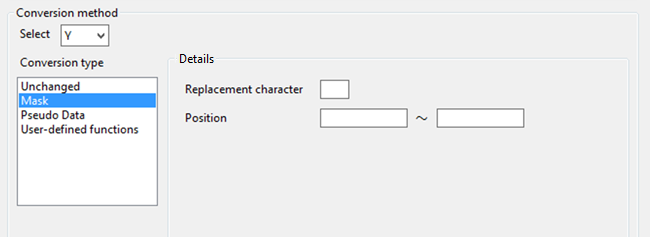 Conversion method
Select Y
Conversion type
Details
Unchanged
Mask
Pseudo Data
User-defined functions
Replacement character
Position ～